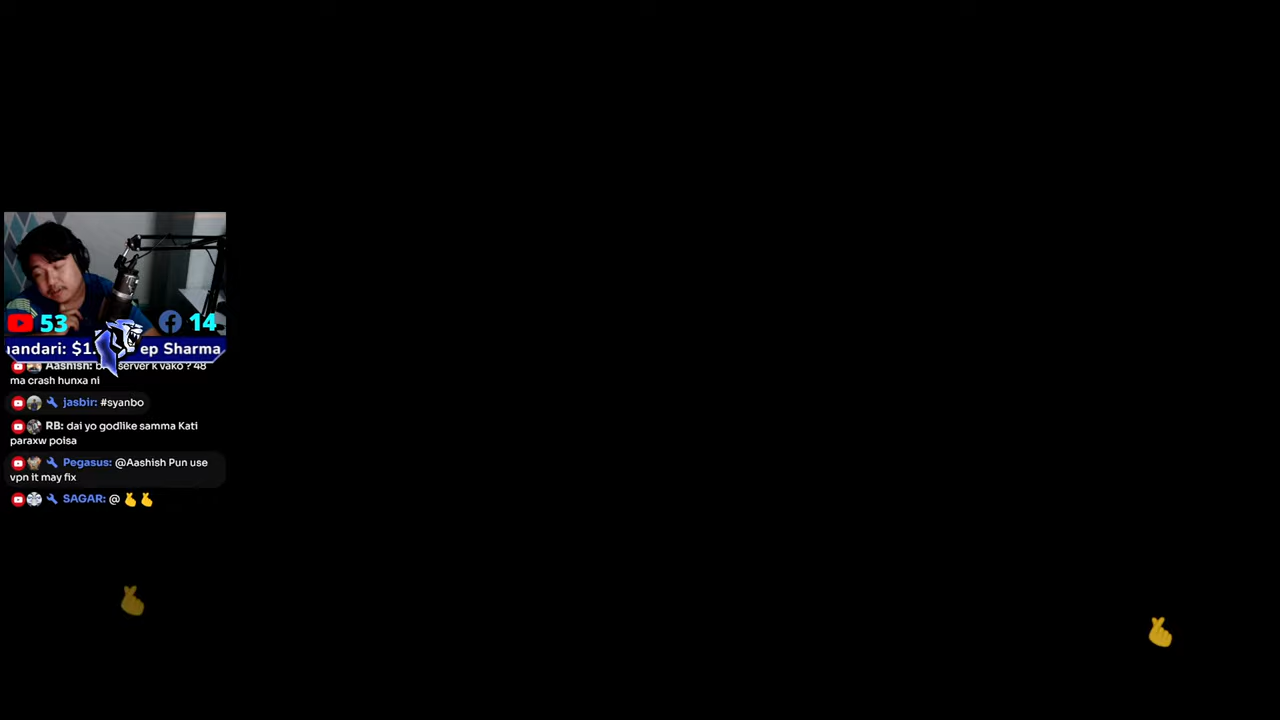 53
14
nandari: $1. ep Sharma
Aashish: server k vako ? 48
ma crash hunxa ni
jasbir: #syanbo
RB: dai yo godlike samma Kati
paraxw poisa
Pegasus: @Aashish Pun use
vpn it may fix
SAGAR: @